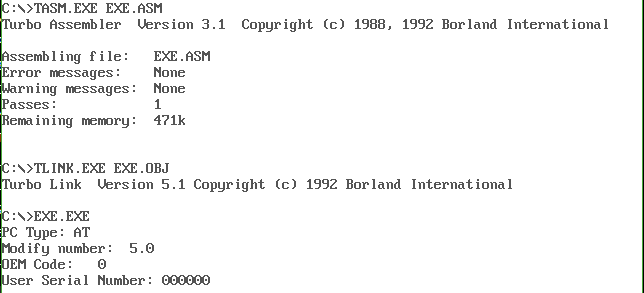 C:\>TASM.EXE EXE.ASM
Turbo Assembler  Version 3.1  Copyright (c) 1988, 1992 Borland International
Assembling file:   EXE.ASM
Error messages:    None
Warning messages:  None
Passes:            1
Remaining memory:  471k
C:\>TLINK.EXE EXE.OBJ
Turbo Link  Version 5.1 Copyright (c) 1992 Borland International
C:\>EXE.EXE
PC Type: AT
Modify number:  5.0
OEM Code:   0
User Serial Number: 000000